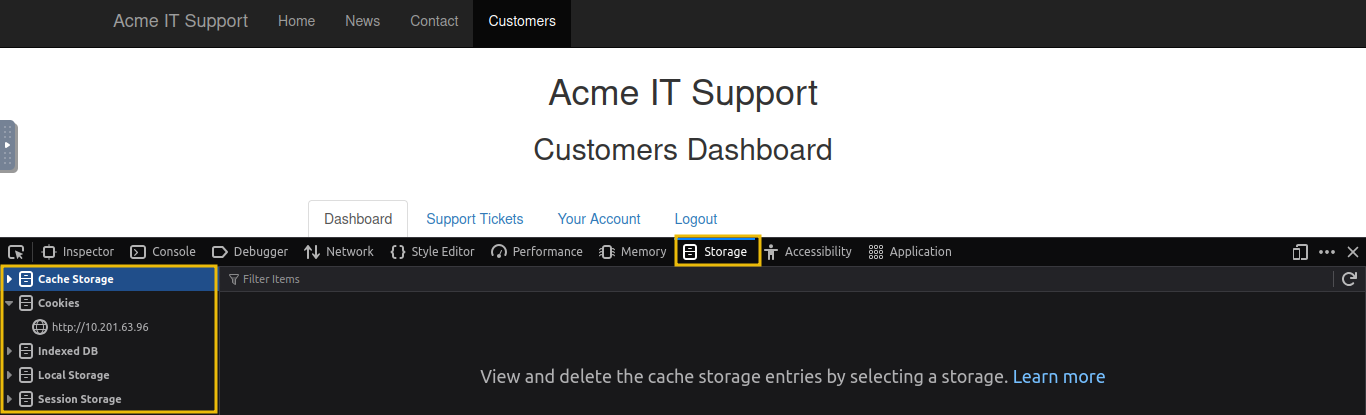 Acme IT Support Home News Contact Customers
Acme IT Support
Customers Dashboard
Dashboard Support Tickets Your Account Logout
Inspector Console Debugger Network Style Editor Performance Memory Storage Accessibility Application
Cache Storage
Filter Items
Cookies
http://10.201.63.96
Indexed DB
Local Storage
Session Storage
View and delete the cache storage entries by selecting a storage. Learn more